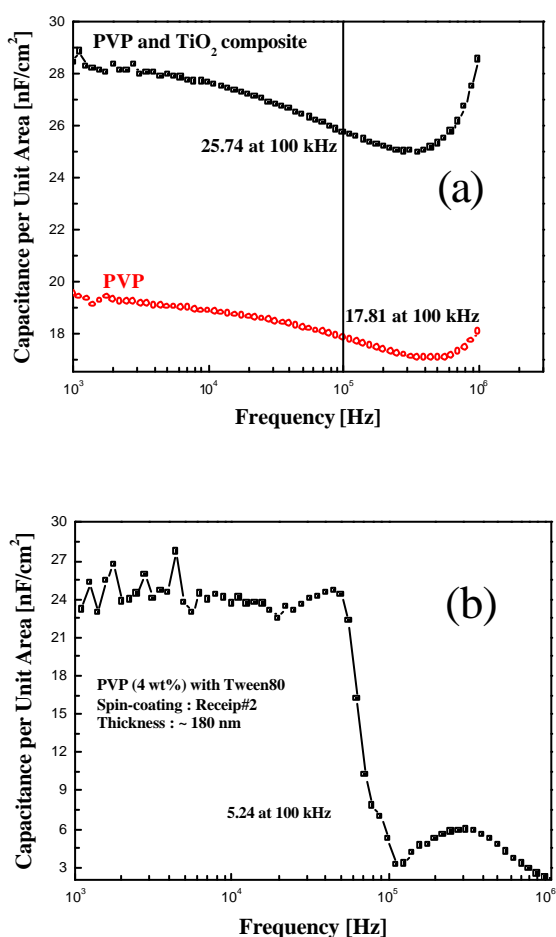 30
28
26
24
22
20
18
Capacitance per Unit Area [nF/cm²]
PVP and TiO₂ composite
25.74 at 100 kHz
(a)
PVP
17.81 at 100 kHz
10³ 10⁴ 10⁵ 10⁶
Frequency [Hz]
30
27
24
21
18
15
12
9
6
3
Capacitance per Unit Area [nF/cm²]
(b)
PVP (4 wt%) with Tween80
Spin-coating : Receip#2
Thickness : ~ 180 nm
5.24 at 100 kHz
10³ 10⁴ 10⁵ 10⁶
Frequency [Hz]